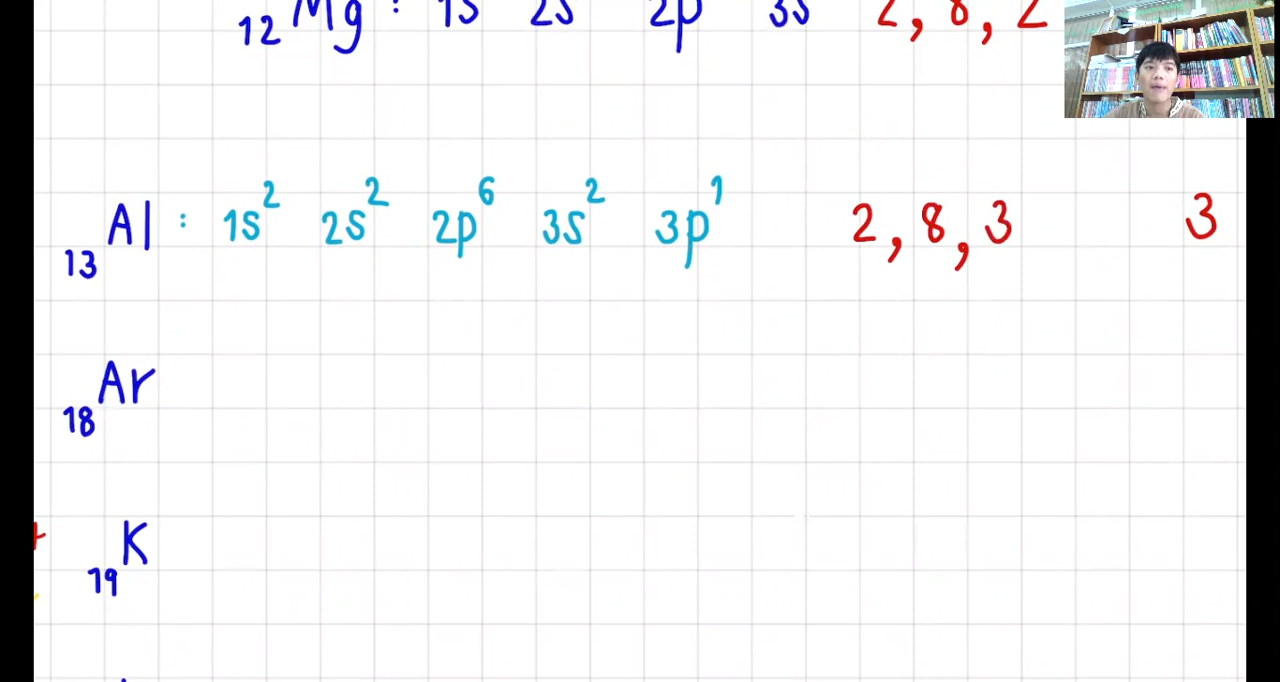 ₁₂Mg : 1s 2s 2p 3s 2, 8, 2
₁₃Al : 1s² 2s² 2p⁶ 3s² 3p¹ 2, 8, 3 3
₁₈Ar
₁₉K